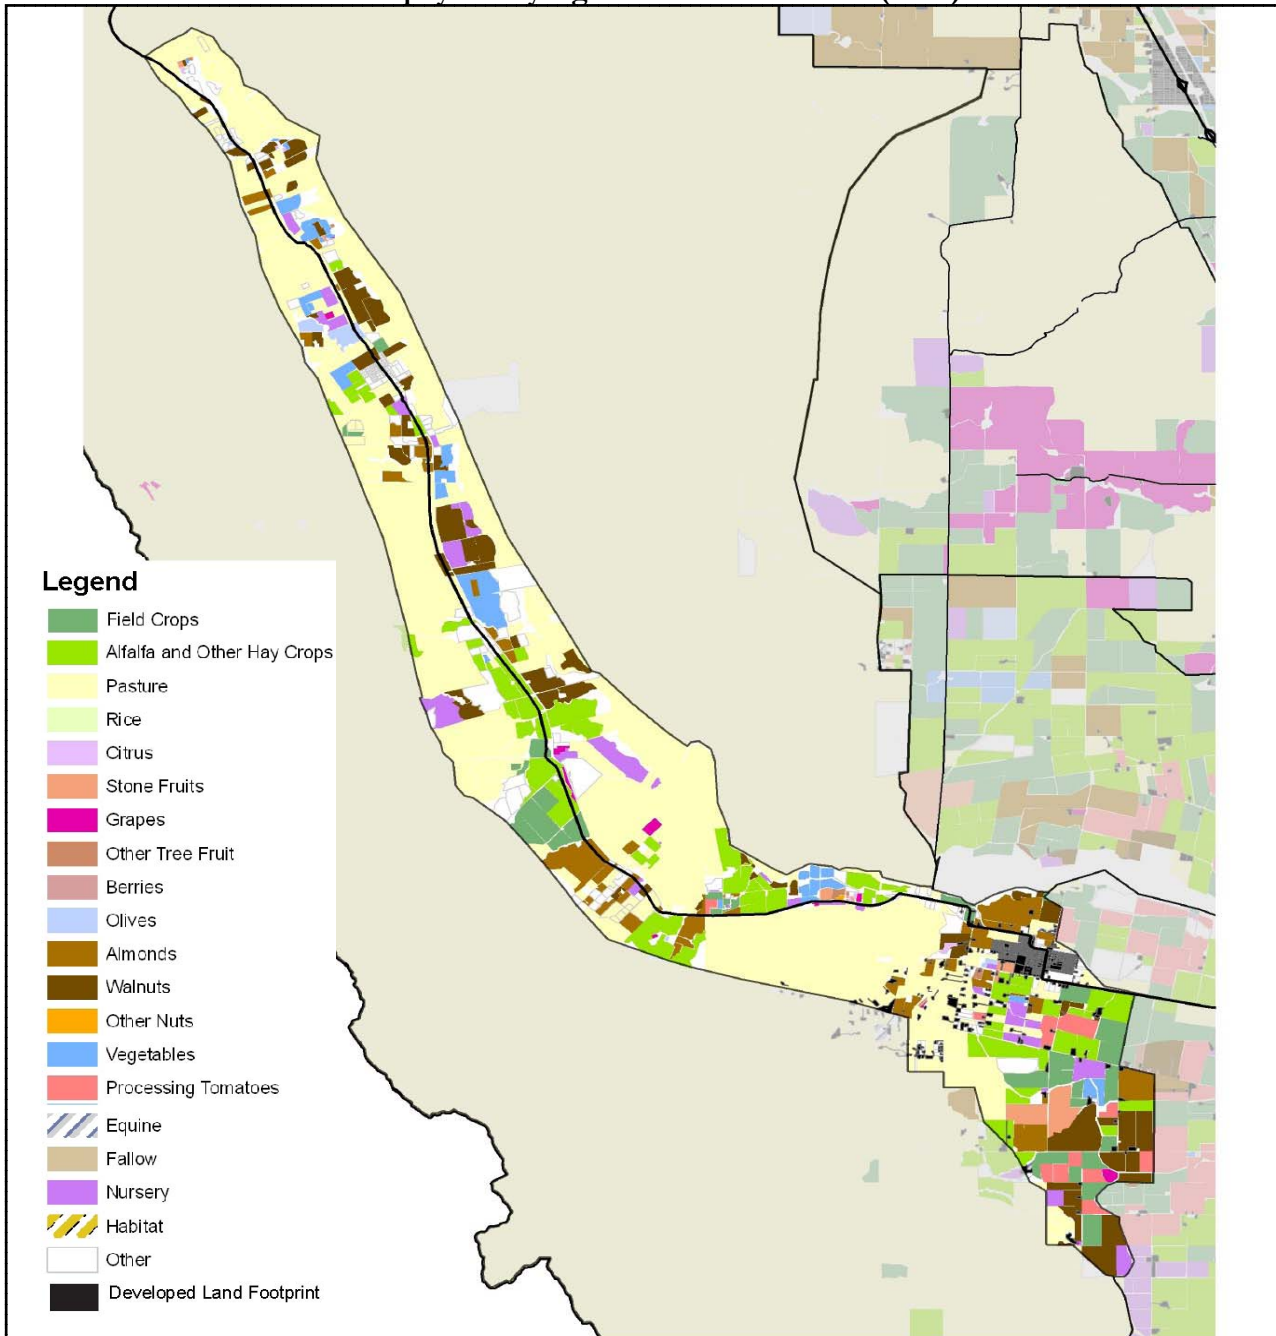 Legend
Field Crops
Alfalfa and Other Hay Crops
Pasture
Rice
Citrus
Stone Fruits
Grapes
Other Tree Fruit
Berries
Olives
Almonds
Walnuts
Other Nuts
Vegetables
Processing Tomatoes
Equine
Fallow
Nursery
Habitat
Other
Developed Land Footprint